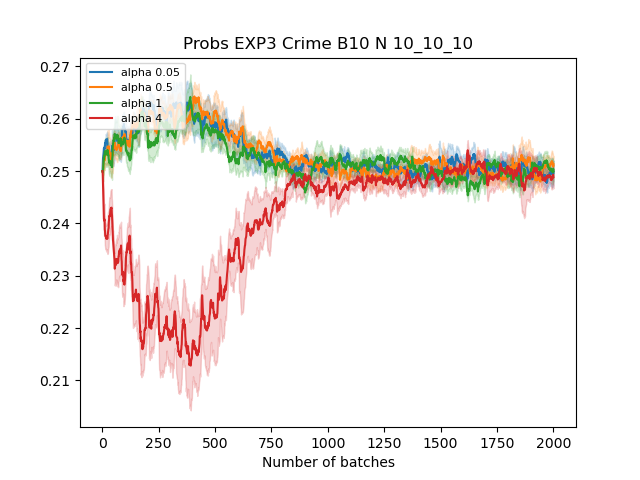 Probs EXP3 Crime B10 N 10_10_10
alpha 0.05
alpha 0.5
alpha 1
alpha 4
0.27
0.26
0.25
0.24
0.23
0.22
0.21
0 250 500 750 1000 1250 1500 1750 2000
Number of batches